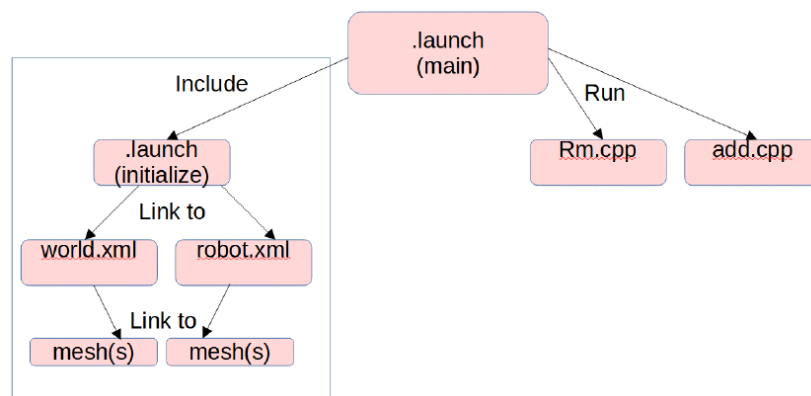 .launch
(main)
Include
Run
.launch
(initialize)
Rm.cpp
add.cpp
Link to
world.xml
robot.xml
Link to
mesh(s)
mesh(s)